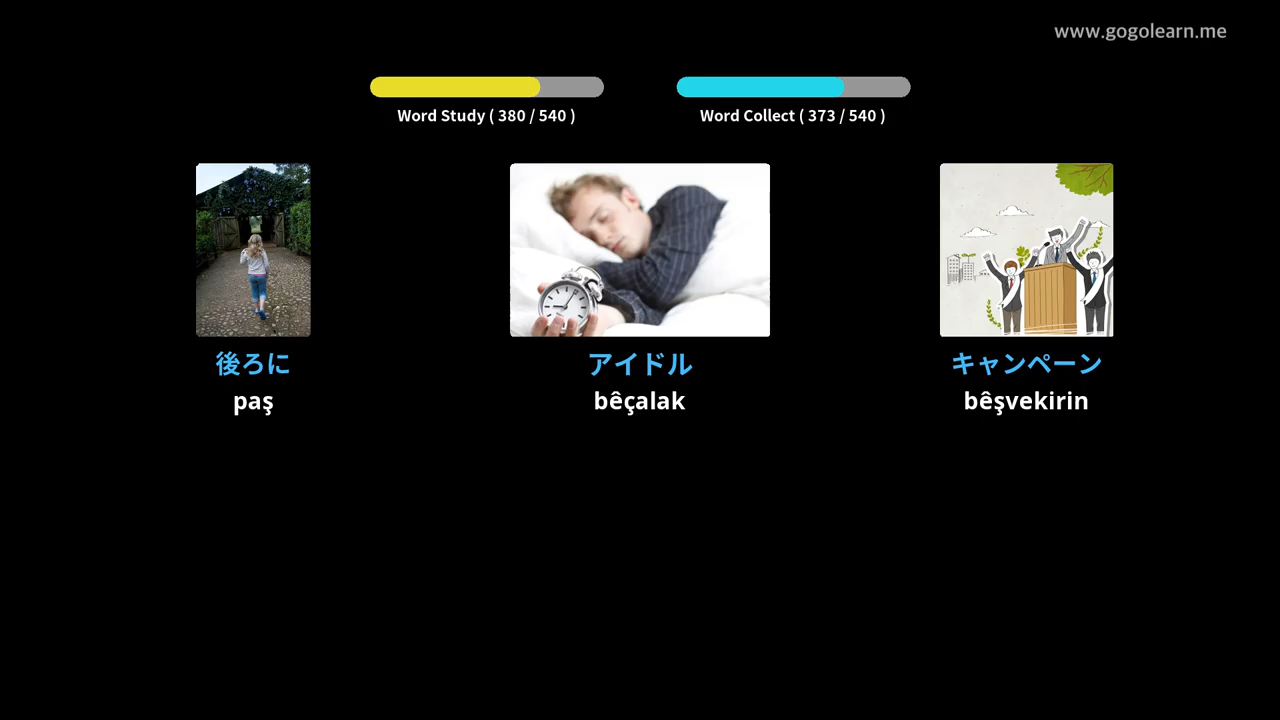 www.gogolearn.me
Word Study ( 380 / 540 )
Word Collect ( 373 / 540 )
後ろに
アイドル
キャンペーン
paş
bêçalak
bêşvekirin